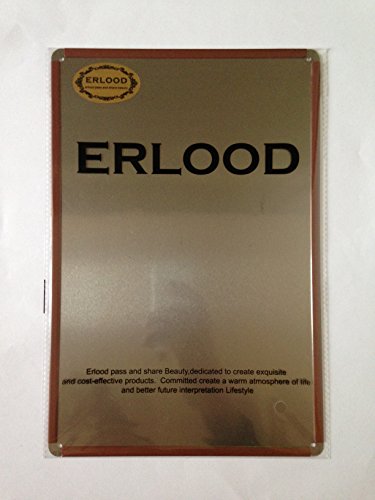 ERLOOD
ERLOOD
Erlood pass and share Beauty,dedicated to create exquisite
and cost-effective products. Committed create a warm atmosphere of life
and better future interpretation Lifestyle